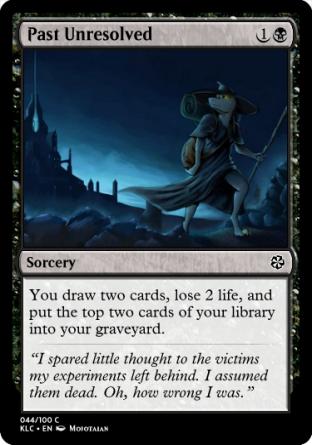 Past Unresolved 1
Sorcery
You draw two cards, lose 2 life, and
put the top two cards of your library
into your graveyard.
“I spared little thought to the victims
my experiments left behind. I assumed
them dead. Oh, how wrong I was.”
044/100 C
KLC • EN Mojotaian